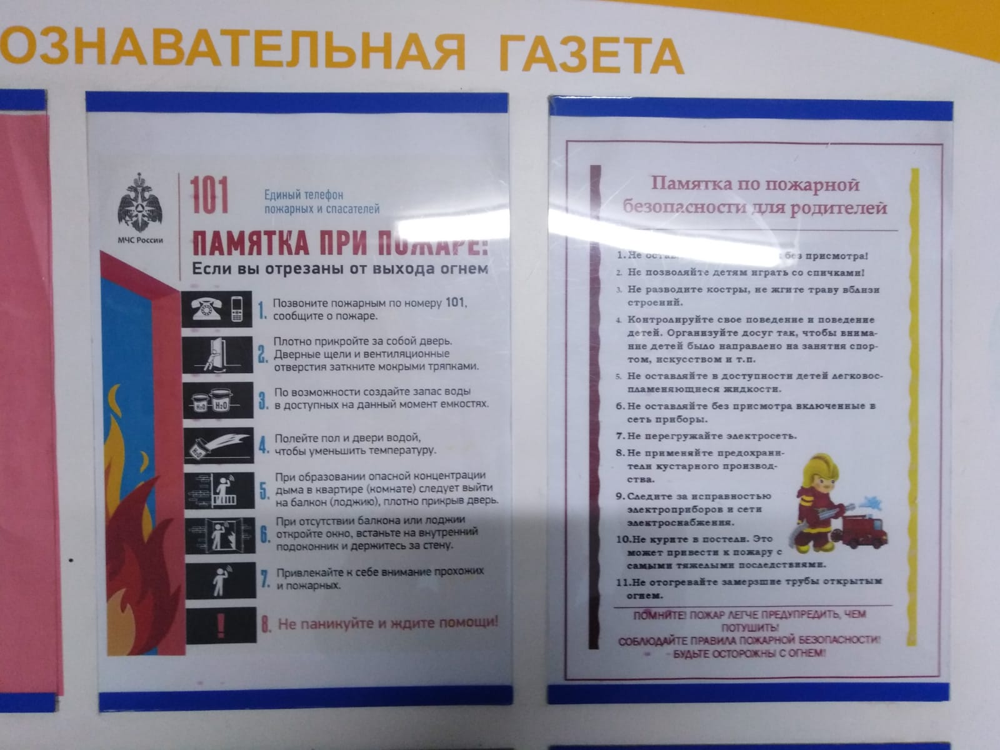 ОЗНАВАТЕЛЬНАЯ ГАЗЕТА
МЧС России
101
Единый телефон
пожарных и спасателей
ПАМЯТКА ПРИ ПОЖАРЕ!
Если вы отрезаны от выхода огнем
1. Позвоните пожарным по номеру 101,
сообщите о пожаре.
2. Плотно прикройте за собой дверь.
Дверные щели и вентиляционные
отверстия заткните мокрыми тряпками.
H₂O H₂O
3. По возможности создайте запас воды
в доступных на данный момент емкостях.
H₂O
4. Полейте пол и двери водой,
чтобы уменьшить температуру.
5. При образовании опасной концентрации
дыма в квартире (комнате) следует выйти
на балкон (лоджию), плотно прикрыв дверь.
6. При отсутствии балкона или лоджии
откройте окно, встаньте на внутренний
подоконник и держитесь за стену.
7. Привлекайте к себе внимание прохожих
и пожарных.
! 8. Не паникуйте и ждите помощи!
Памятка по пожарной
безопасности для родителей
1. Не без присмотра!
2. Не позволяйте детям играть со спичками!
3. Не разводите костры, не жгите траву вблизи
строений.
4. Контролируйте свое поведение и поведение
детей. Организуйте досуг так, чтобы внима-
ние детей было направлено на занятия спор-
том, искусством и т.п.
5. Не оставляйте в доступности детей легковос-
пламеняющиеся жидкости.
6. Не оставляйте без присмотра включенные в
сеть приборы.
7. Не перегружайте электросеть.
8. Не применяйте предохрани-
тели кустарного производ-
ства.
9. Следите за исправностью
электроприборов и сети
электроснабжения.
10.Не курите в постели. Это
может привести к пожару с
самыми тяжелыми последствиями.
11.Не отогревайте замерзшие трубы открытым
огнем.
ПОМНИТЕ! ПОЖАР ЛЕГЧЕ ПРЕДУПРЕДИТЬ, ЧЕМ
ПОТУШИТЬ!
СОБЛЮДАЙТЕ ПРАВИЛА ПОЖАРНОЙ БЕЗОПАСНОСТИ!
БУДЬТЕ ОСТОРОЖНЫ С ОГНЕМ!